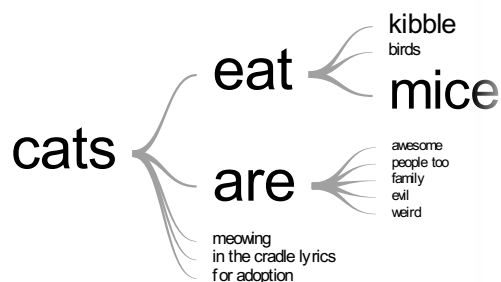 cats
eat
kibble
birds
mice
are
awesome
people too
family
evil
weird
meowing
in the cradle lyrics
for adoption